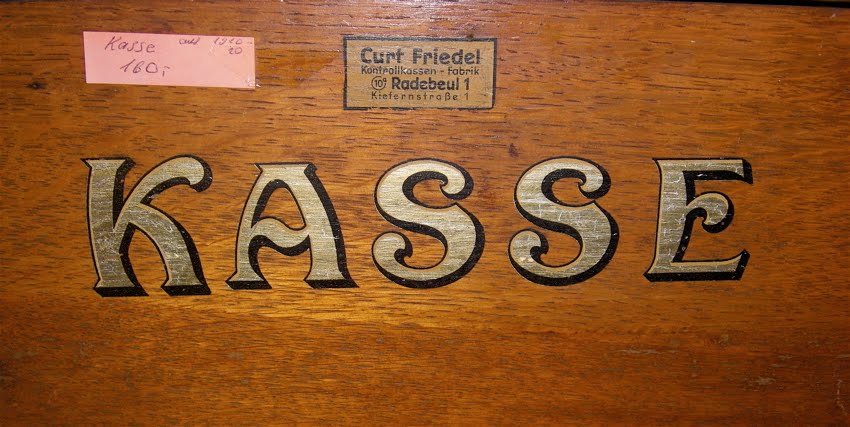 Kasse
160,-
Curt Friedel
Kontrollkassen - Fabrik
Radebeul 1
Kiefernstraße 1
KASSE